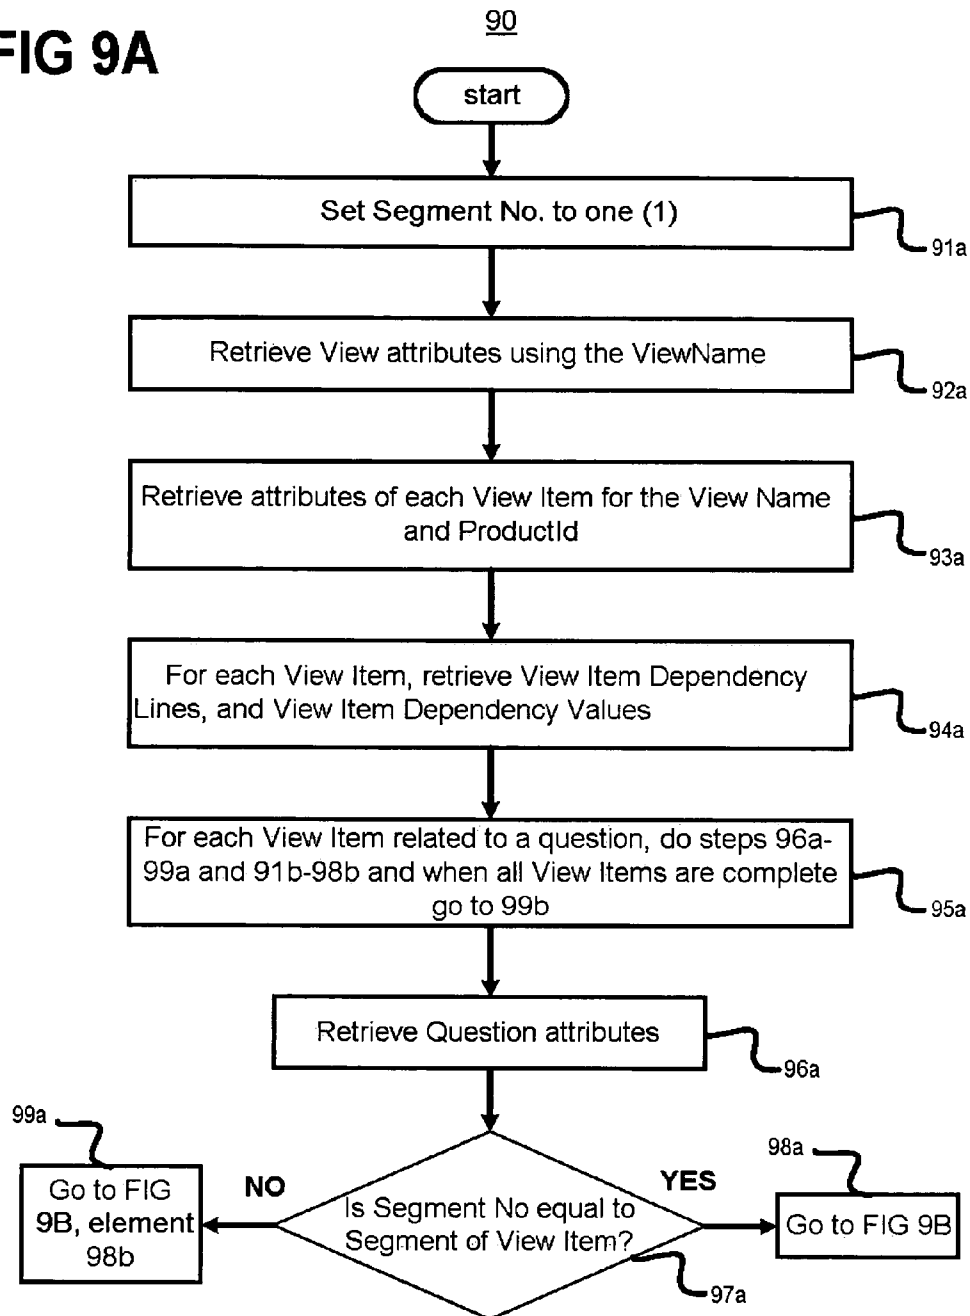 90
FIG 9A
start
Set Segment No. to one (1)
91a
Retrieve View attributes using the ViewName
92a
Retrieve attributes of each View Item for the View Name
and ProductId
93a
For each View Item, retrieve View Item Dependency
Lines, and View Item Dependency Values
94a
For each View Item related to a question, do steps 96a-
99a and 91b-98b and when all View Items are complete
go to 99b
95a
Retrieve Question attributes
96a
99a
98a
NO
YES
Go to FIG
9B, element
98b
Is Segment No equal to
Segment of View Item?
Go to FIG 9B
97a